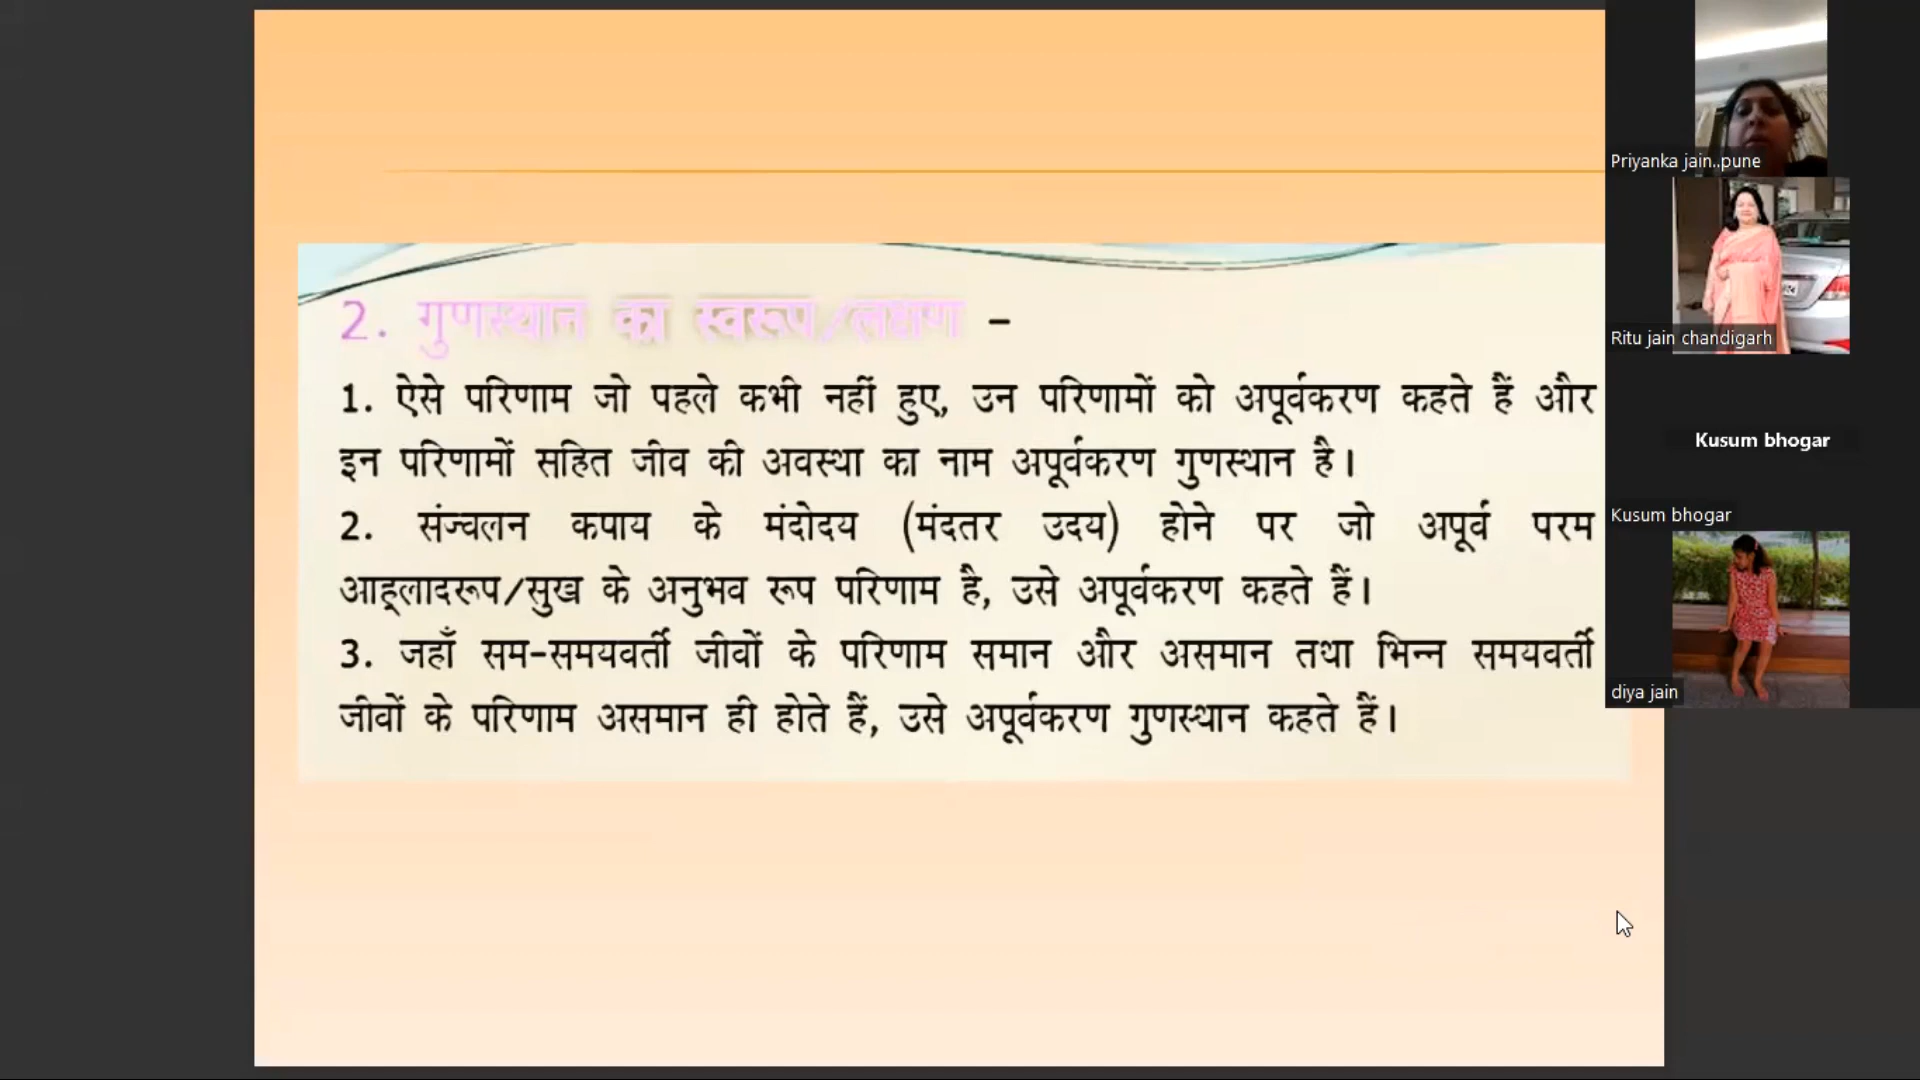 2. गुणस्थान का स्वरूप/लक्षण –
1. ऐसे परिणाम जो पहले कभी नहीं हुए, उन परिणामों को अपूर्वकरण कहते हैं और
इन परिणामों सहित जीव की अवस्था का नाम अपूर्वकरण गुणस्थान है।
2. संज्वलन कपाय के मंदोदय (मंदतर उदय) होने पर जो अपूर्व परम
आह्लादरूप/सुख के अनुभव रूप परिणाम है, उसे अपूर्वकरण कहते हैं।
3. जहाँ सम-समयवर्ती जीवों के परिणाम समान और असमान तथा भिन्न समयवर्ती
जीवों के परिणाम असमान ही होते हैं, उसे अपूर्वकरण गुणस्थान कहते हैं।
Priyanka jain..pune
Ritu jain chandigarh
Kusum bhogar
Kusum bhogar
diya jain